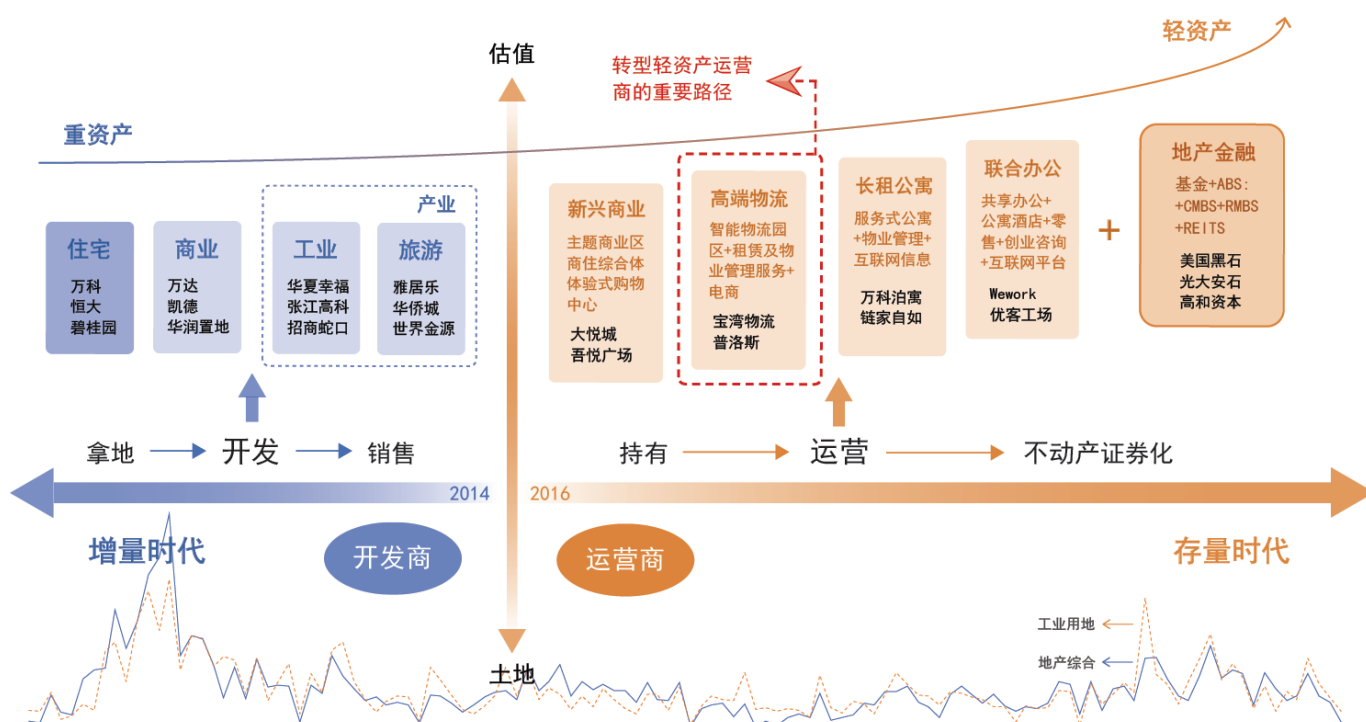 轻资产
估值
转型轻资产运营
商的重要路径
重资产
产业
住宅
万科
恒大
碧桂园
商业
万达
凯德
华润置地
工业
华夏幸福
张江高科
招商蛇口
旅游
雅居乐
华侨城
世界金源
新兴商业
主题商业区
商住综合体
体验式购物
中心
大悦城
吾悦广场
高端物流
智能物流园
区+租赁及物
业管理服务+
电商
宝湾物流
普洛斯
长租公寓
服务式公寓
+物业管理+
互联网信息
万科泊寓
链家自如
联合办公
共享办公+
公寓酒店+零
售+创业咨询
+互联网平台
Wework
优客工场
+
地产金融
基金+ABS:
+CMBS+RMBS
+REITS
美国黑石
光大安石
高和资本
拿地
开发
销售
持有
运营
不动产证券化
2014
2016
增量时代
开发商
运营商
存量时代
工业用地
地产综合
土地